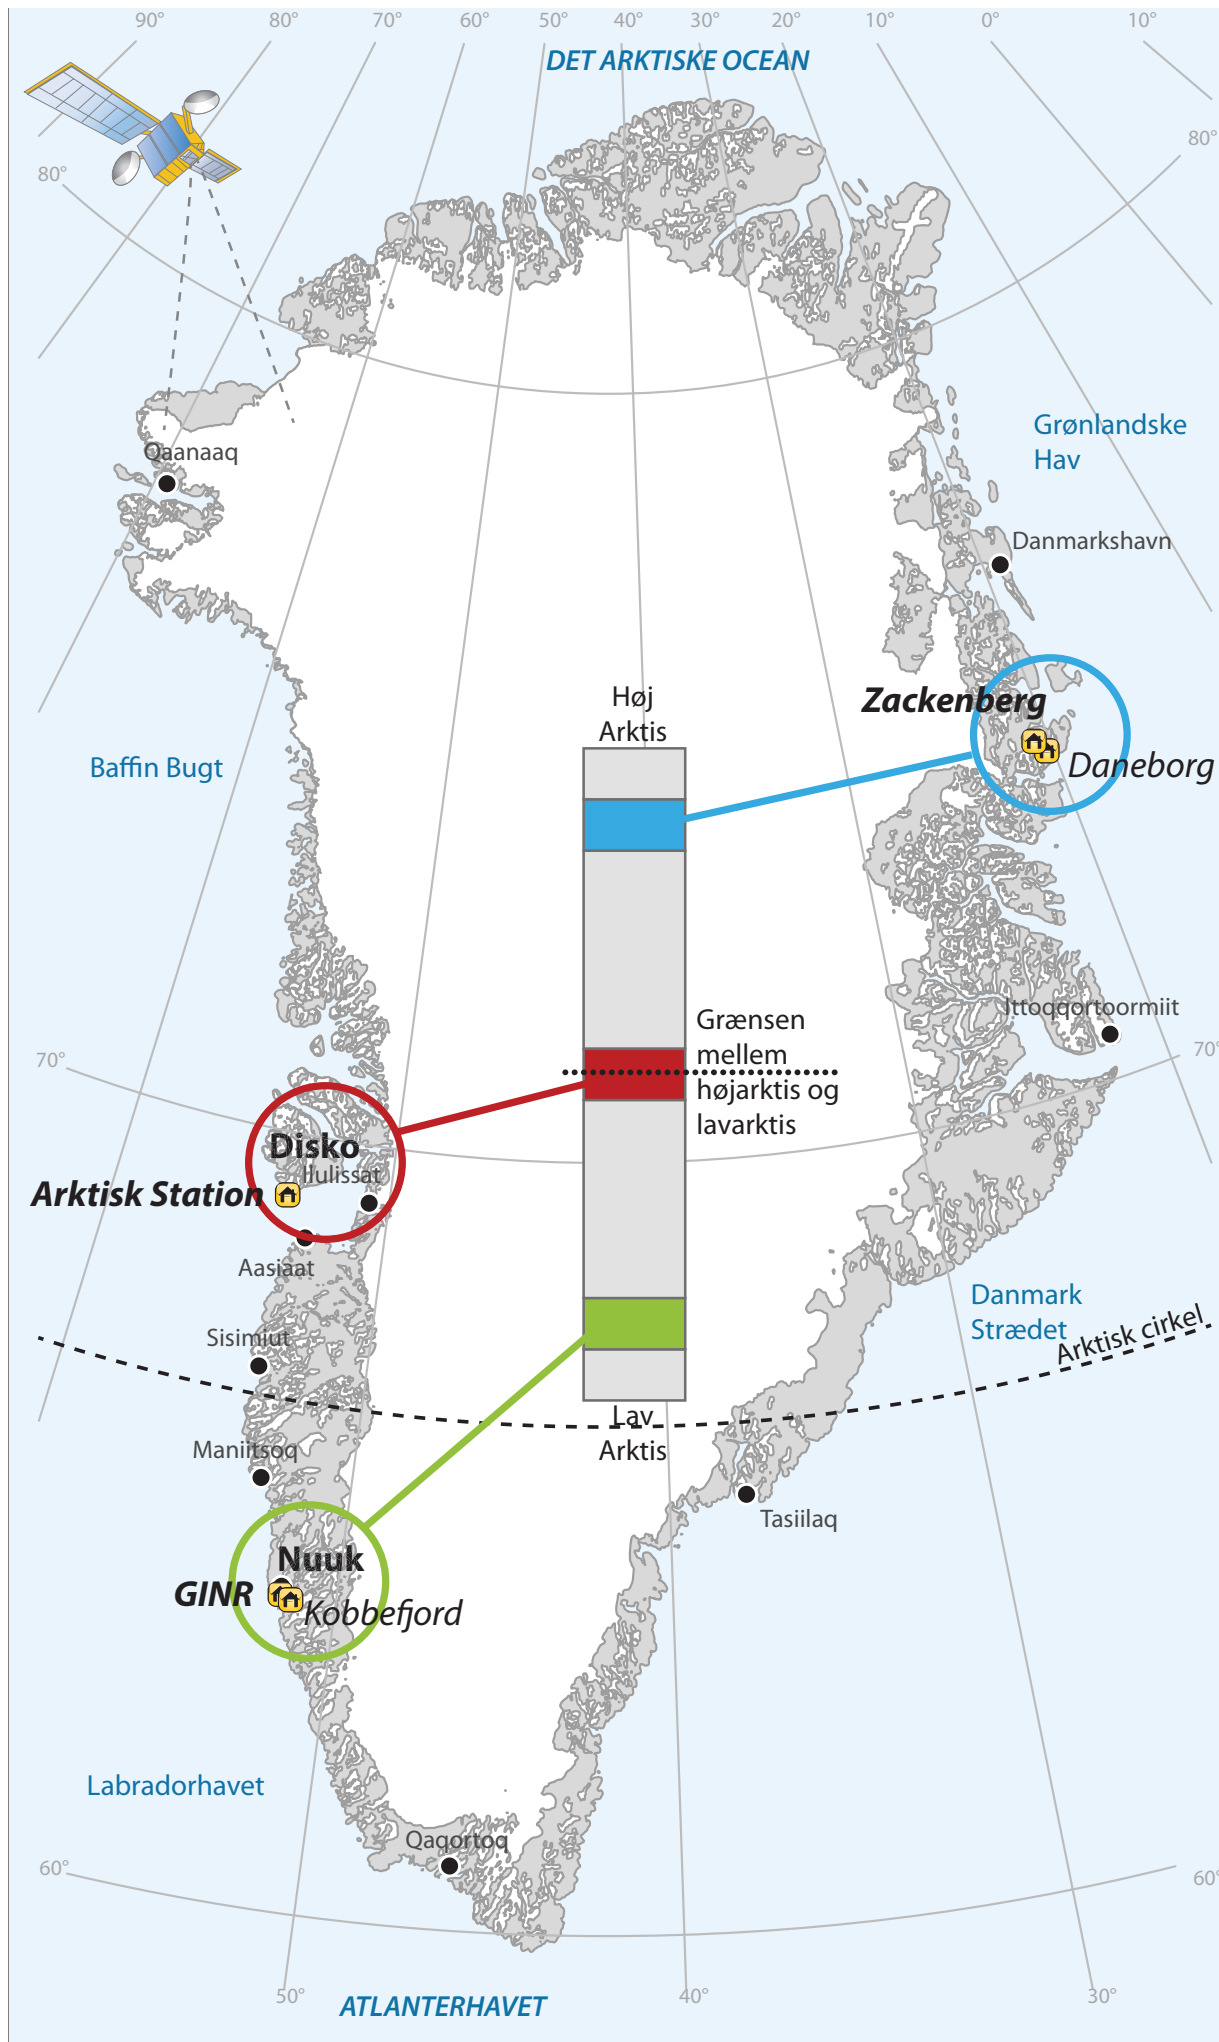 90°
80°
70°
60°
50°
40°
30°
20°
10°
0°
10°
DET ARKTISKE OCEAN
80°
80°
Grønlandske
Hav
Qaanaaq
Danmarkshavn
Høj
Arktis
Zackenberg
Daneborg
Baffin Bugt
Ittoqqortoormiit
Grænsen
mellem
højarktis og
lavarktis
70°
70°
Disko
Ilulissat
Arktisk Station
Aasiaat
Danmark
Strædet
Arktisk cirkel
Sisimiut
Lav
Arktis
Maniitsoq
Tasiilaq
Nuuk
GINR
Kobbefjord
Labradorhavet
Qaqortoq
60°
60°
50°
ATLANTERHAVET
40°
30°